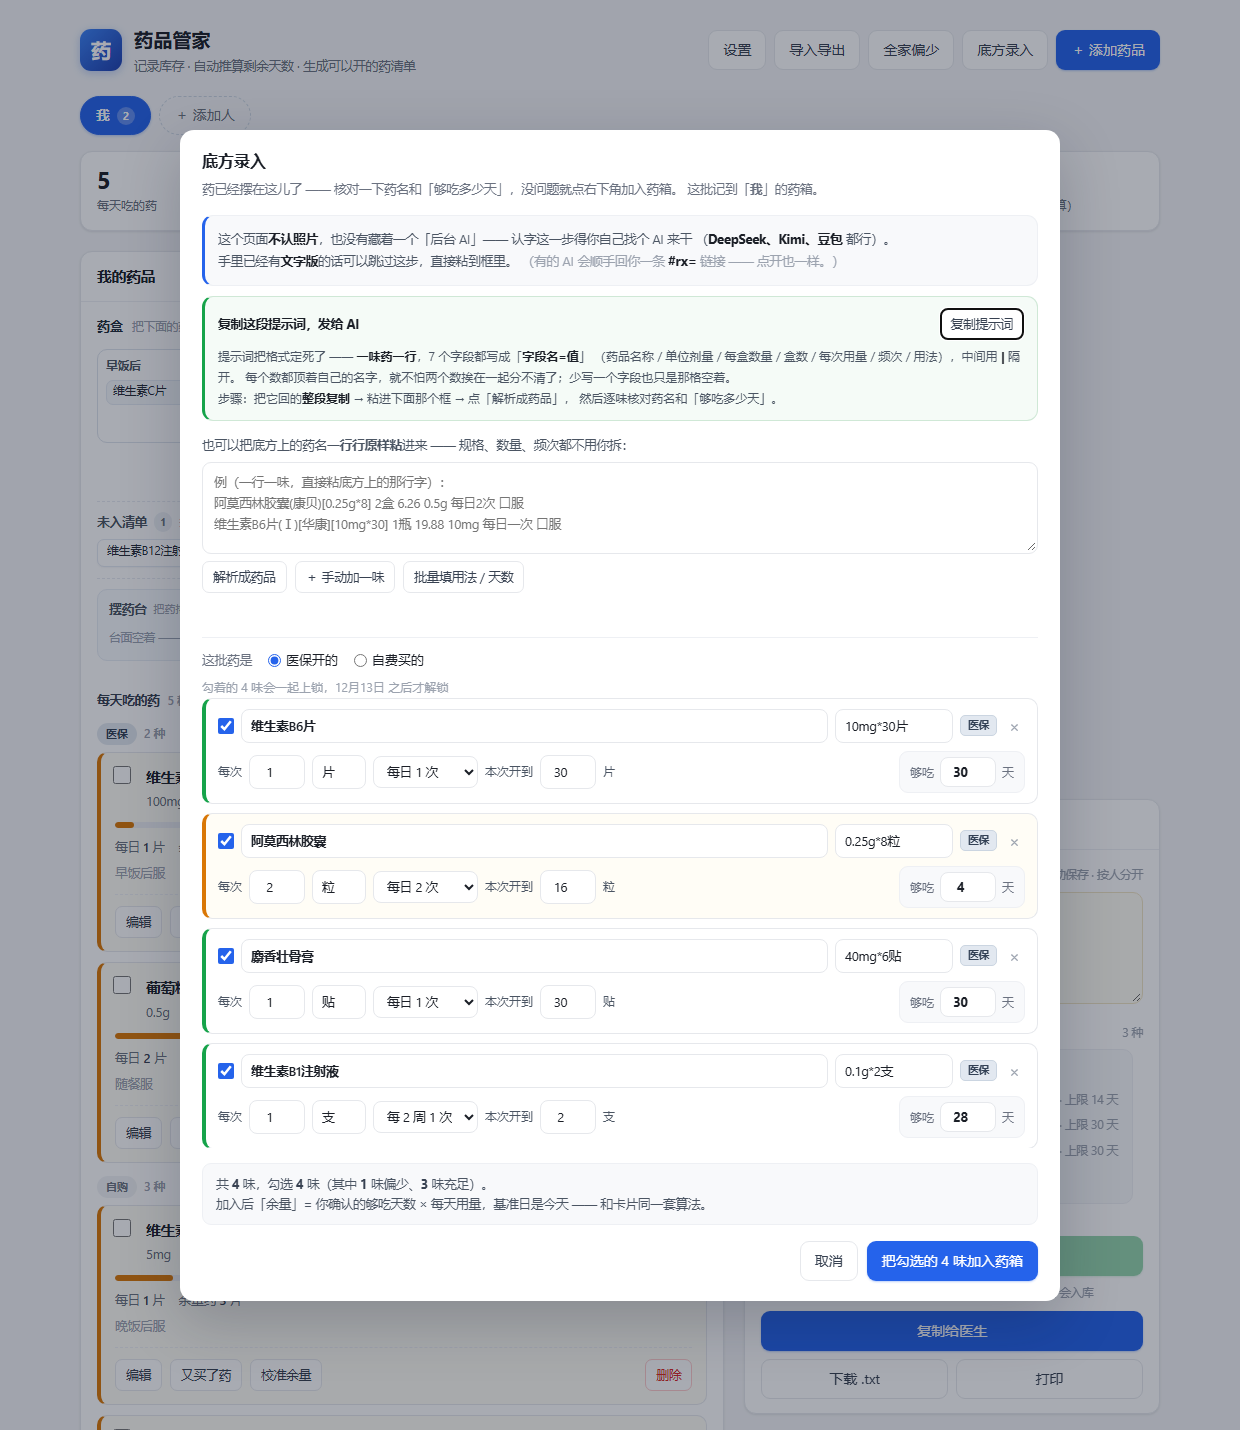 药
药品管家
记录库存 · 自动推算剩余天数 · 生成可以开的药清单
设置
导入导出
全家偏少
底方录入
+ 添加药品
我 2
+ 添加人
5
每天吃的药
算)
我的药品
药盒
早饭后
维生素C片
未入清单 1
维生素B12注射
摆药台
台面空着 ——
每天吃的药 5
医保 2 种
100mg
每日 1 片
早饭后服
编辑
0.5g
每日 2 片
随餐服
编辑
自购 3 种
5mg
每日 1 片
晚饭后服
编辑
又买了药
校准余量
删除
底方录入
药已经摆在这儿了 —— 核对一下药名和「够吃多少天」，没问题就点右下角加入药箱。 这批记到「我」的药箱。
这个页面不认照片，也没有藏着一个「后台 AI」—— 认字这一步得你自己找个 AI 来干 （DeepSeek、Kimi、豆包 都行）。
手里已经有文字版的话可以跳过这步，直接粘到框里。 （有的 AI 会顺手回你一条 #rx= 链接 —— 点开也一样。）
复制这段提示词，发给 AI
复制提示词
提示词把格式定死了 —— 一味药一行，7 个字段都写成「字段名=值」 （药品名称 / 单位剂量 / 每盒数量 / 盒数 / 每次用量 / 频次 / 用法），中间用 | 隔
开。 每个数都顶着自己的名字，就不怕两个数挨在一起分不清了；少写一个字段也只是那格空着。
步骤：把它回的整段复制 → 粘进下面那个框 → 点「解析成药品」， 然后逐味核对药名和「够吃多少天」。
也可以把底方上的药名一行行原样粘进来 —— 规格、数量、频次都不用你拆：
例（一行一味，直接粘底方上的那行字）：
阿莫西林胶囊(康贝)[0.25g*8] 2盒 6.26 0.5g 每日2次 口服
维生素B6片(Ⅰ)[华康][10mg*30] 1瓶 19.88 10mg 每日一次 口服
解析成药品
+ 手动加一味
批量填用法 / 天数
这批药是
医保开的
自费买的
勾着的 4 味会一起上锁，12月13日 之后才解锁
维生素B6片
10mg*30片
医保
×
每次 1 片 每日 1 次 本次开到 30 片 够吃 30 天
阿莫西林胶囊
0.25g*8粒
医保
×
每次 2 粒 每日 2 次 本次开到 16 粒 够吃 4 天
麝香壮骨膏
40mg*6贴
医保
×
每次 1 贴 每日 1 次 本次开到 30 贴 够吃 30 天
维生素B1注射液
0.1g*2支
医保
×
每次 1 支 每 2 周 1 次 本次开到 2 支 够吃 28 天
共 4 味，勾选 4 味（其中 1 味偏少、3 味充足）。
加入后「余量」= 你确认的够吃天数 × 每天用量，基准日是今天 —— 和卡片同一套算法。
取消
把勾选的 4 味加入药箱
动保存 · 按人分开
3 种
· 上限 14 天
· 上限 30 天
· 上限 30 天
会入库
复制给医生
下载 .txt
打印